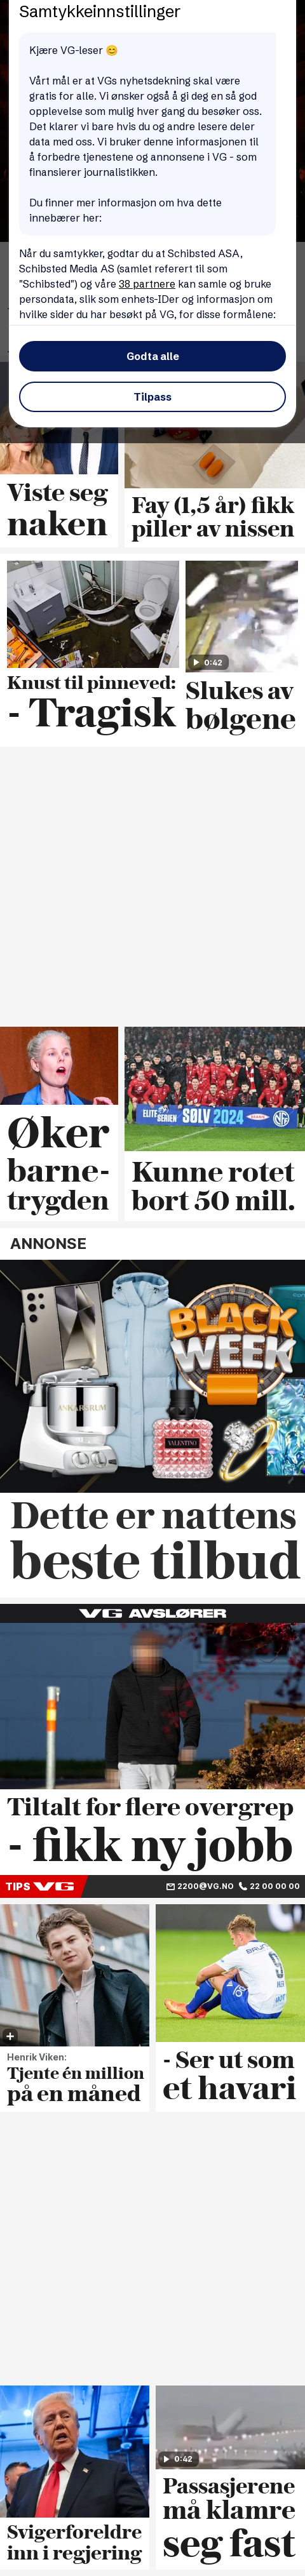 Samtykkeinnstillinger
Kjære VG-leser 😊
Vårt mål er at VGs nyhetsdekning skal være
gratis for alle. Vi ønsker også å gi deg en så god
opplevelse som mulig hver gang du besøker oss.
Det klarer vi bare hvis du og andre lesere deler
data med oss. Vi bruker denne informasjonen til
å forbedre tjenestene og annonsene i VG - som
finansierer journalistikken.
Du finner mer informasjon om hva dette
innebærer her:
Når du samtykker, godtar du at Schibsted ASA,
Schibsted Media AS (samlet referert til som
"Schibsted") og våre 38 partnere kan samle og bruke
persondata, slik som enhets-IDer og informasjon om
hvilke sider du har besøkt på VG, for disse formålene:
Godta alle
Tilpass
Viste seg
naken
Fay (1,5 år) fikk
piller av nissen
Knust til pinneved:
- Tragisk
0:42
Slukes av
bølgene
Øker
barne-
trygden
ELITESERIEN SØLV 2024
Kunne rotet
bort 50 mill.
ANNONSE
BLACK
WEEK
ANKARSRUM
VALENTINO
Dette er nattens
beste tilbud
VG AVSLØRER
Tiltalt for flere overgrep
- fikk ny jobb
TIPS VG
2200@VG.NO 22 00 00 00
Henrik Viken:
Tjente én million
på en måned
9
- Ser ut som
et havari
Svigerforeldre
inn i regjering
0:42
Passasjerene
må klamre
seg fast